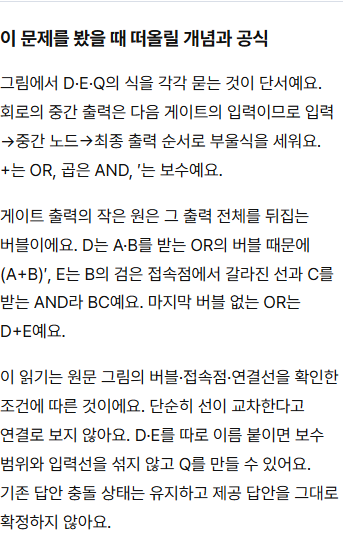 이 문제를 봤을 때 떠올릴 개념과 공식
그림에서 D·E·Q의 식을 각각 묻는 것이 단서예요.
회로의 중간 출력은 다음 게이트의 입력이므로 입력
→중간 노드→최종 출력 순서로 부울식을 세워요.
+는 OR, 곱은 AND, ′는 보수예요.
게이트 출력의 작은 원은 그 출력 전체를 뒤집는
버블이에요. D는 A·B를 받는 OR의 버블 때문에
(A+B)′, E는 B의 검은 접속점에서 갈라진 선과 C를
받는 AND라 BC예요. 마지막 버블 없는 OR는
D+E예요.
이 읽기는 원문 그림의 버블·접속점·연결선을 확인한
조건에 따른 것이에요. 단순히 선이 교차한다고
연결로 보지 않아요. D·E를 따로 이름 붙이면 보수
범위와 입력선을 섞지 않고 Q를 만들 수 있어요.
기존 답안 충돌 상태는 유지하고 제공 답안을 그대로
확정하지 않아요.